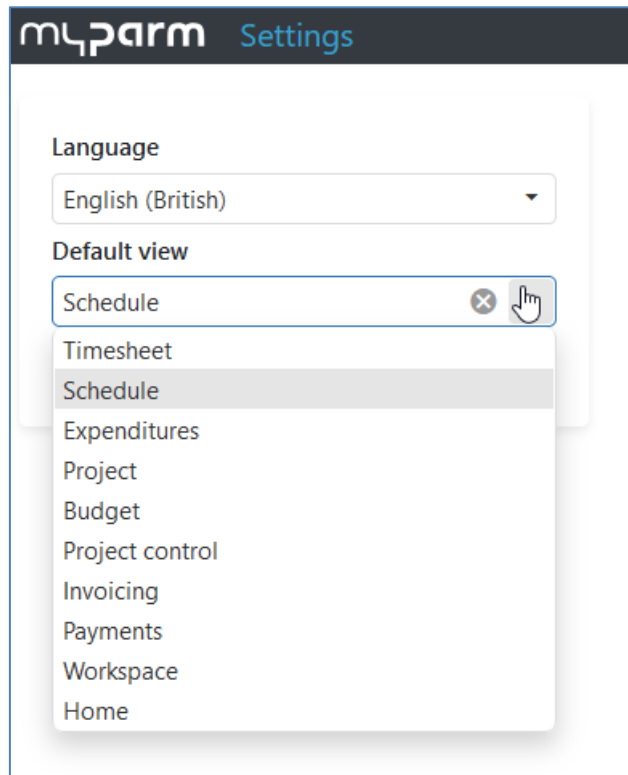 myparm Settings
Language
English (British)
Default view
Schedule
Timesheet
Schedule
Expenditures
Project
Budget
Project control
Invoicing
Payments
Workspace
Home